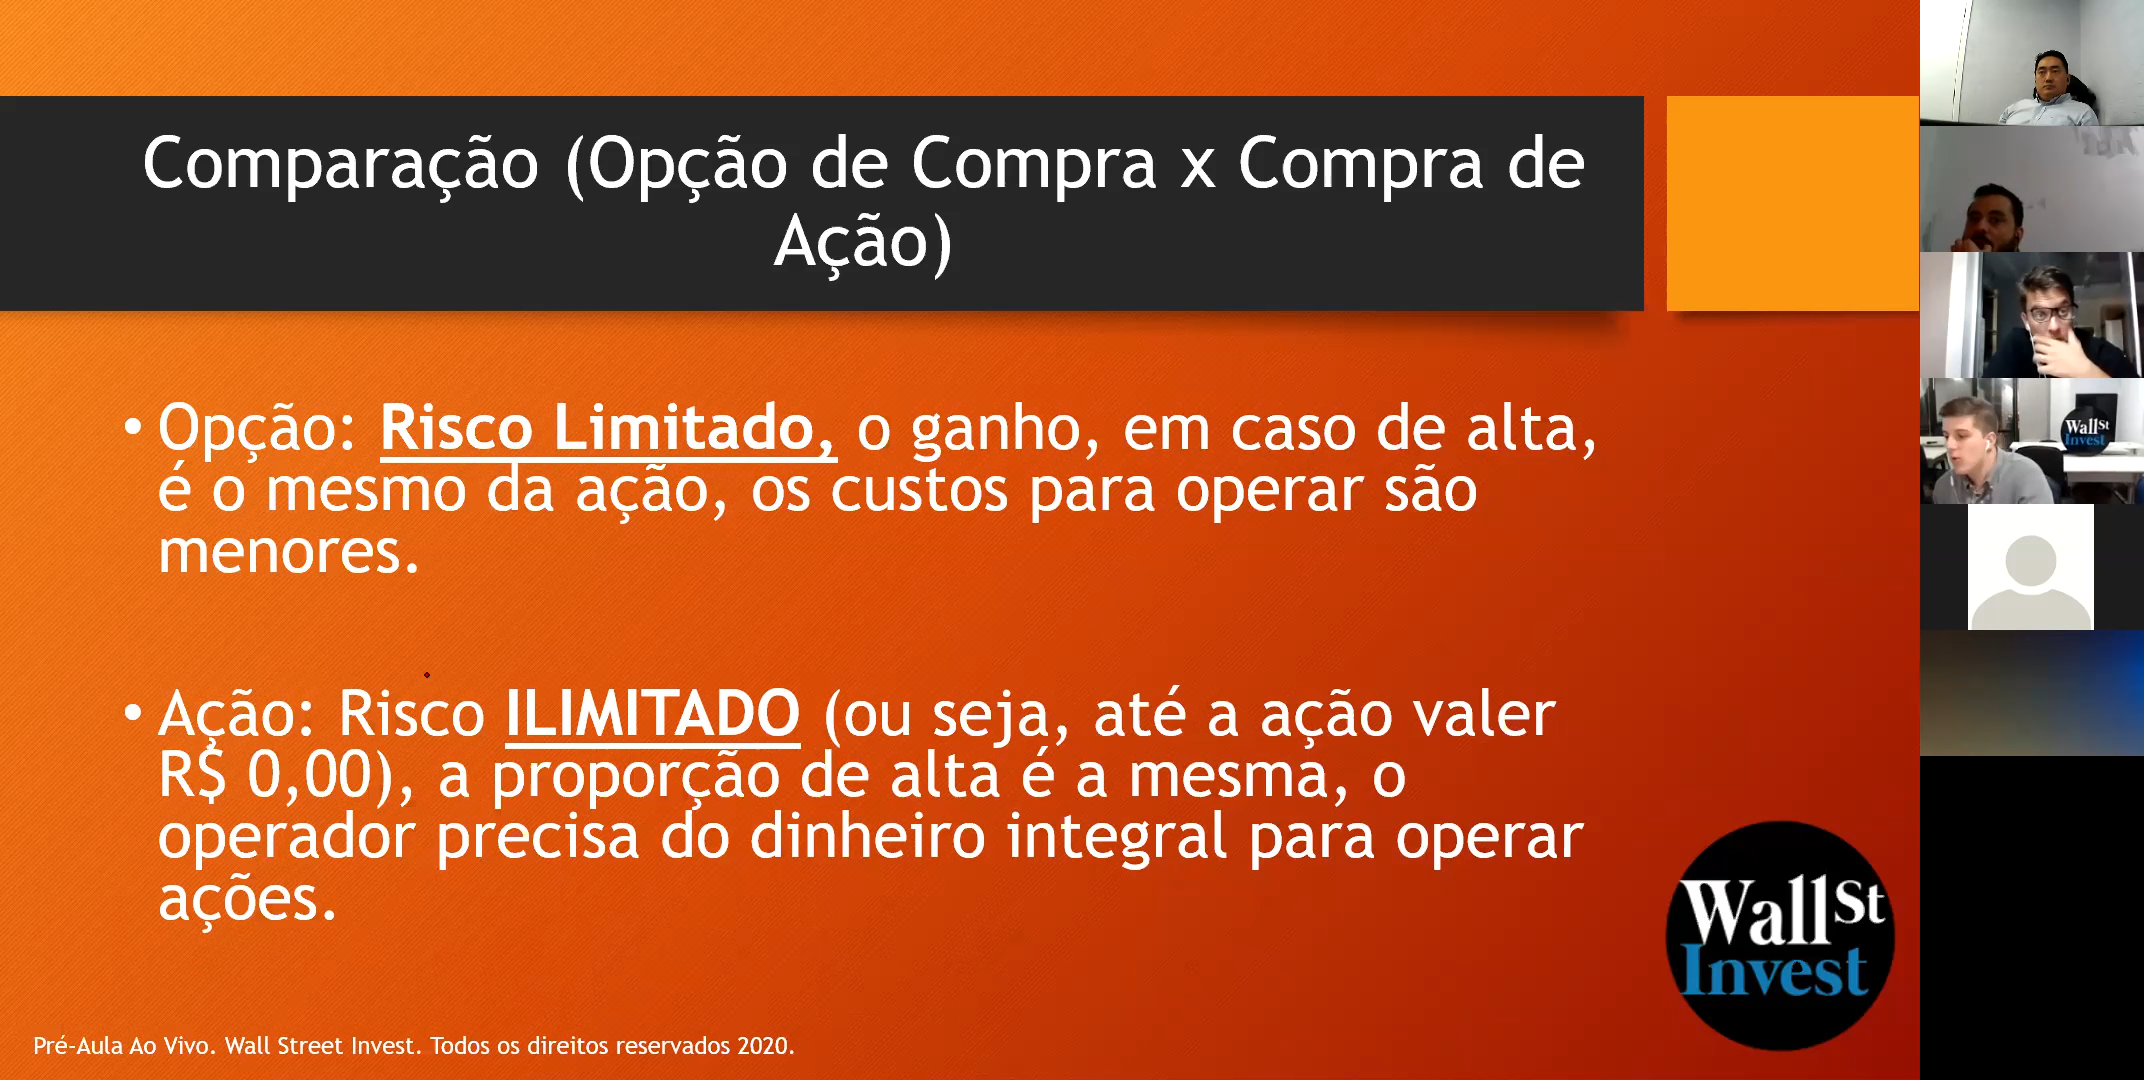 Comparação (Opção de Compra x Compra de
Ação)
• Opção: Risco Limitado, o ganho, em caso de alta,
é o mesmo da ação, os custos para operar são
menores.
• Ação: Risco ILIMITADO (ou seja, até a ação valer
R$ 0,00), a proporção de alta é a mesma, o
operador precisa do dinheiro integral para operar
ações.
WallSt
Invest
Pré-Aula Ao Vivo. Wall Street Invest. Todos os direitos reservados 2020.
WallSt
Invest